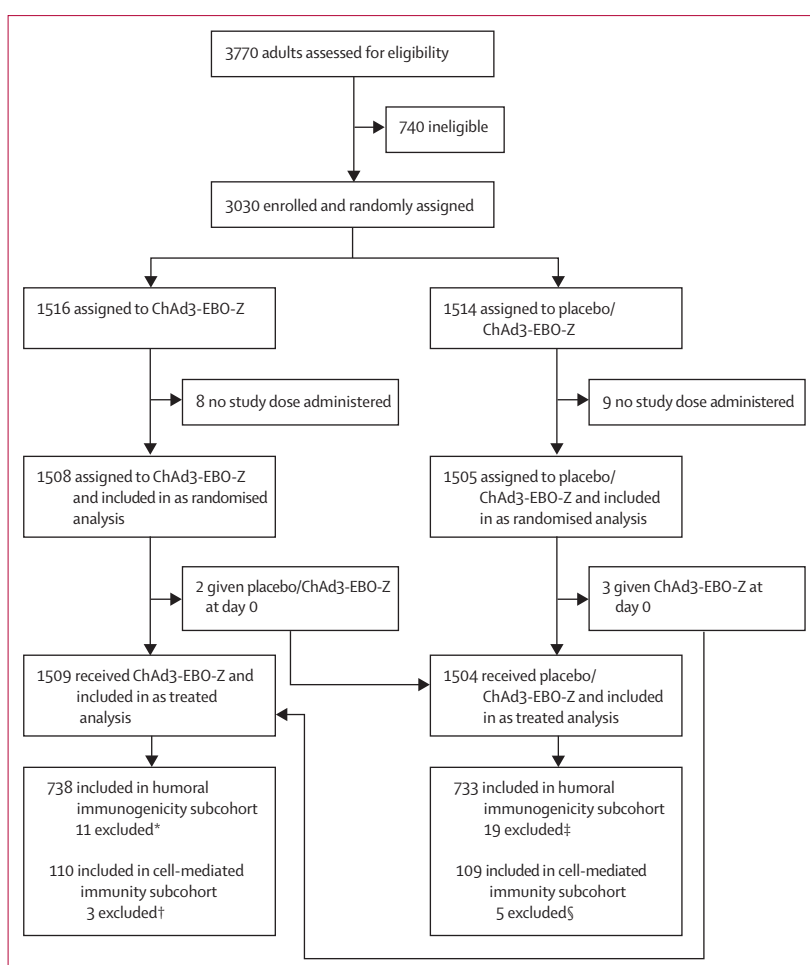 3770 adults assessed for eligibility
740 ineligible
3030 enrolled and randomly assigned
1516 assigned to ChAd3-EBO-Z
1514 assigned to placebo/
ChAd3-EBO-Z
8 no study dose administered
9 no study dose administered
1508 assigned to ChAd3-EBO-Z
and included in as randomised
analysis
1505 assigned to placebo/
ChAd3-EBO-Z and included
in as randomised analysis
2 given placebo/ChAd3-EBO-Z
at day 0
3 given ChAd3-EBO-Z at
day 0
1509 received ChAd3-EBO-Z and
included in as treated
analysis
1504 received placebo/
ChAd3-EBO-Z and included
in as treated analysis
738 included in humoral
immunogenicity subcohort
11 excluded*
110 included in cell-mediated
immunity subcohort
3 excluded†
733 included in humoral
immunogenicity subcohort
19 excluded‡
109 included in cell-mediated
immunity subcohort
5 excluded§